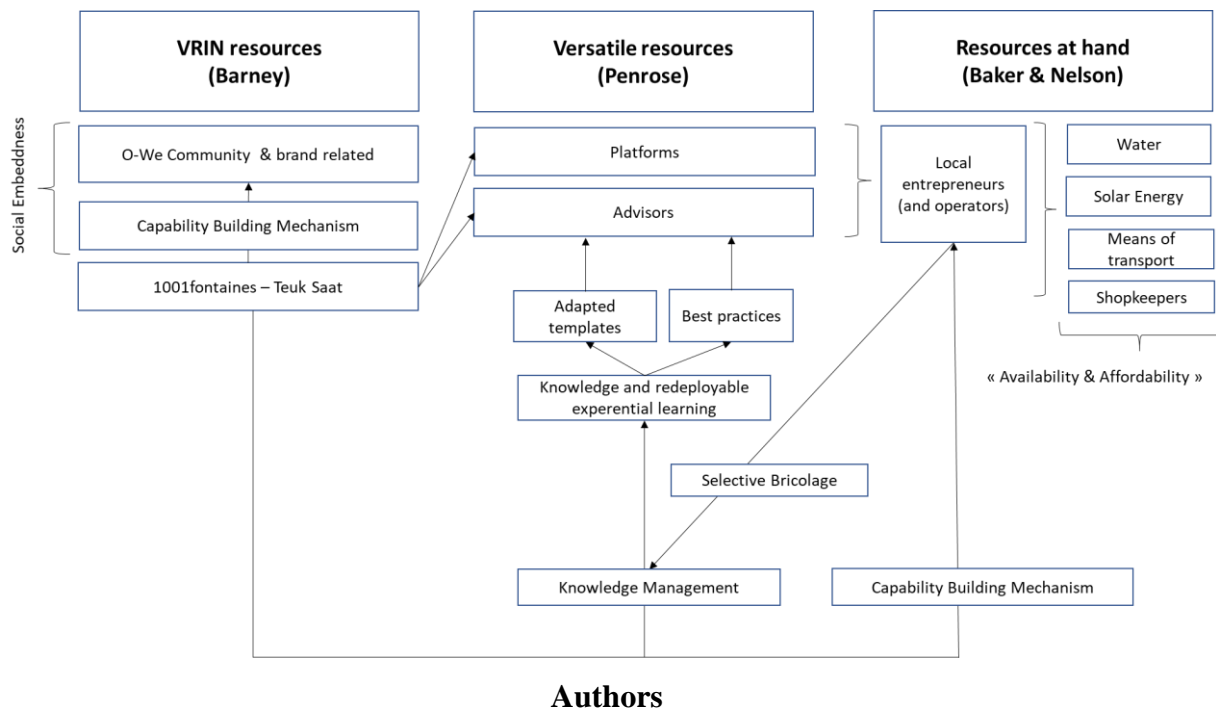 VRIN resources
(Barney)
Versatile resources
(Penrose)
Resources at hand
(Baker & Nelson)
Social Embeddness
O-We Community & brand related
Capability Building Mechanism
1001fontaines – Teuk Saat
Platforms
Advisors
Adapted
templates
Best practices
Knowledge and redeployable
experential learning
Local
entrepreneurs
(and operators)
Water
Solar Energy
Means of
transport
Shopkeepers
« Availability & Affordability »
Selective Bricolage
Knowledge Management
Capability Building Mechanism
Authors